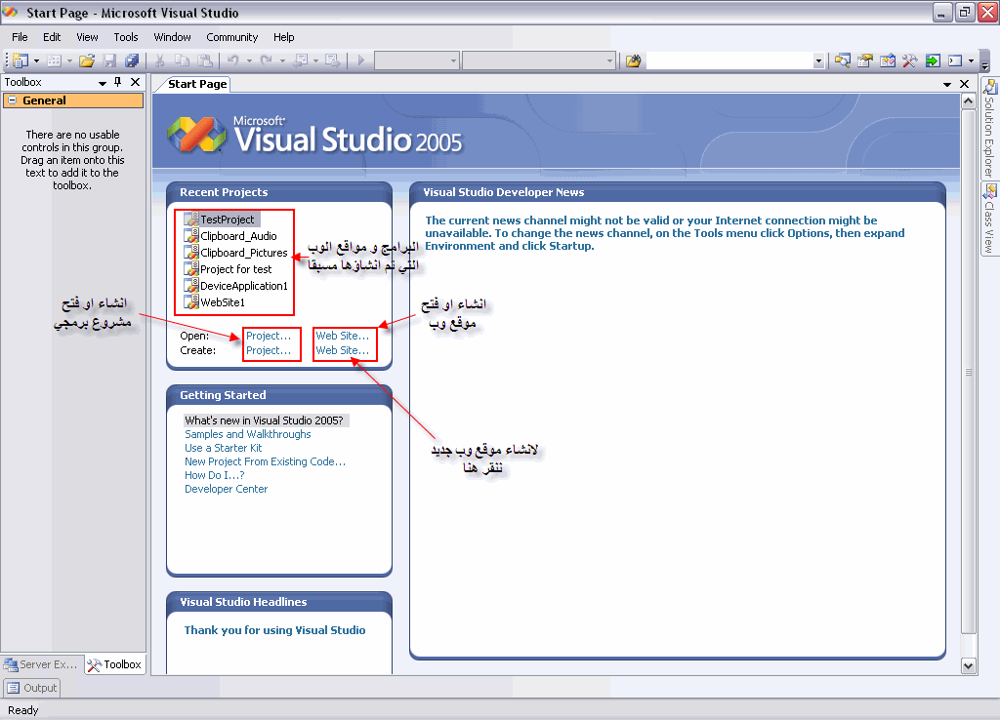 Start Page - Microsoft Visual Studio
File Edit View Tools Window Community Help
Toolbox
General
There are no usable
controls in this group.
Drag an item onto this
text to add it to the
toolbox.
Start Page
Microsoft®
Visual Studio 2005
Recent Projects
TestProject
Clipboard_Audio
Clipboard_Pictures
Project for test
DeviceApplication1
WebSite1
البرامج و مواقع الوب
اللتي تم انشاؤها مسبقا
انشاء او فتح
مشروع برمجي
انشاء او فتح
موقع وب
Open: Project... Web Site...
Create: Project... Web Site...
لانشاء موقع وب جديد
ننقر هنا
Getting Started
What's new in Visual Studio 2005?
Samples and Walkthroughs
Use a Starter Kit
New Project From Existing Code...
How Do I...?
Developer Center
Visual Studio Headlines
Thank you for using Visual Studio
Visual Studio Developer News
The current news channel might not be valid or your Internet connection might be
unavailable. To change the news channel, on the Tools menu click Options, then expand
Environment and click Startup.
Solution Explorer
Class View
Server Ex...
Toolbox
Output
Ready